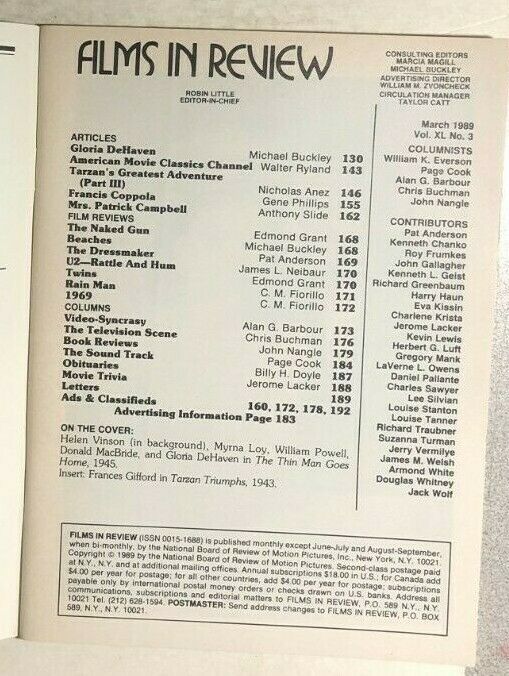 FILMS IN REVIEW
ROBIN LITTLE
EDITOR-IN-CHIEF
CONSULTING EDITORS
MARCIA MAGILL
MICHAEL BUCKLEY
ADVERTISING DIRECTOR
WILLIAM M. ZVONCHECK
CIRCULATION MANAGER
TAYLOR CATT
March 1989
Vol. XL No. 3
ARTICLES
Gloria DeHaven Michael Buckley 130
American Movie Classics Channel Walter Ryland 143
Tarzan's Greatest Adventure
(Part III) Nicholas Anez 146
Francis Coppola Gene Phillips 155
Mrs. Patrick Campbell Anthony Slide 162
FILM REVIEWS
The Naked Gun Edmond Grant 168
Beaches Michael Buckley 168
The Dressmaker Pat Anderson 169
U2—Rattle And Hum James L. Neibaur 170
Twins Edmond Grant 170
Rain Man C. M. Fiorillo 171
1969 C. M. Fiorillo 172
COLUMNS
Video-Syncrasy Alan G. Barbour 173
The Television Scene Chris Buchman 176
Book Reviews John Nangle 179
The Sound Track Page Cook 184
Obituaries Billy H. Doyle 187
Movie Trivia Jerome Lacker 188
Letters 189
Ads & Classifieds 160, 172, 178, 192
Advertising Information Page 183
ON THE COVER:
Helen Vinson (in background), Myrna Loy, William Powell,
Donald MacBride, and Gloria DeHaven in The Thin Man Goes
Home, 1945.
Insert: Frances Gifford in Tarzan Triumphs, 1943.
COLUMNISTS
William K. Everson
Page Cook
Alan G. Barbour
Chris Buchman
John Nangle
CONTRIBUTORS
Pat Anderson
Kenneth Chanko
Roy Frumkes
John Gallagher
Kenneth L. Geist
Richard Greenbaum
Harry Haun
Eva Kissin
Charlene Krista
Jerome Lacker
Kevin Lewis
Herbert G. Luft
Gregory Mank
LaVerne L. Owens
Daniel Paliante
Charles Sawyer
Lee Silvian
Louise Stanton
Louise Tanner
Richard Traubner
Suzanna Turman
Jerry Vermilye
James M. Welsh
Armond White
Douglas Whitney
Jack Wolf
FILMS IN REVIEW (ISSN 0015-1688) is published monthly except June-July and August-September,
when bi-monthly, by the National Board of Review of Motion Pictures, Inc., New York, N.Y. 10021.
Copyright © 1989 by the National Board of Review of Motion Pictures. Second-class postage paid
at N.Y., N.Y. and at additional mailing offices. Annual subscriptions $18.00 in U.S.; for Canada add
$4.00 per year for postage; for all other countries, add $4.00 per year for postage; subscriptions
payable only by international postal money orders or checks drawn on U.S. banks. Address all
communications, subscriptions and editorial matters to FILMS IN REVIEW, P.O. 589 N.Y., N.Y.
10021 Tel. (212) 628-1594. POSTMASTER: Send address changes to FILMS IN REVIEW, P.O. BOX
589, N.Y., N.Y. 10021.